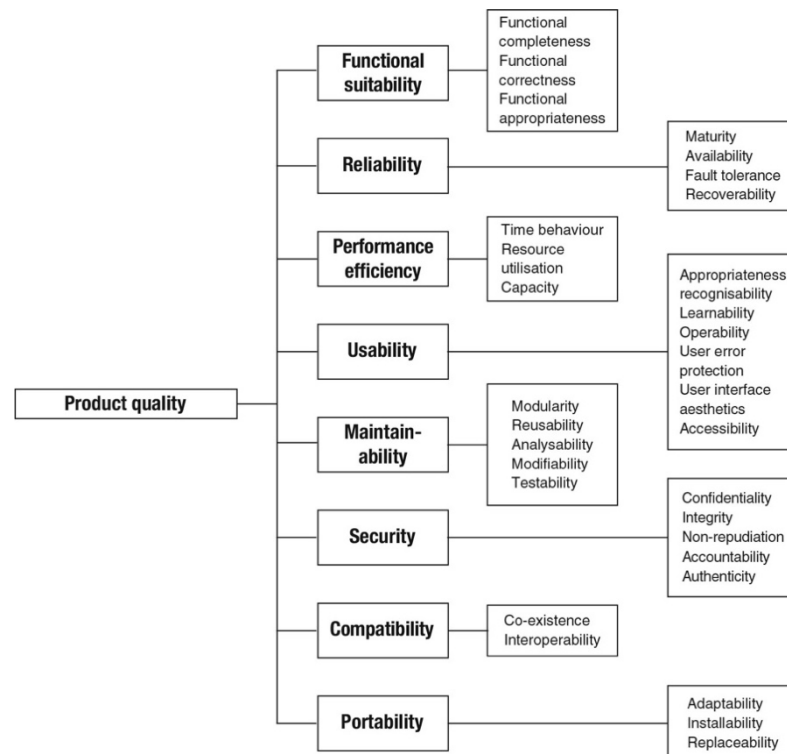 Product quality
Functional
suitability
Functional
completeness
Functional
correctness
Functional
appropriateness
Reliability
Maturity
Availability
Fault tolerance
Recoverability
Performance
efficiency
Time behaviour
Resource
utilisation
Capacity
Usability
Appropriateness
recognisability
Learnability
Operability
User error
protection
User interface
aesthetics
Accessibility
Maintain-
ability
Modularity
Reusability
Analysability
Modifiability
Testability
Security
Confidentiality
Integrity
Non-repudiation
Accountability
Authenticity
Compatibility
Co-existence
Interoperability
Portability
Adaptability
Installability
Replaceability